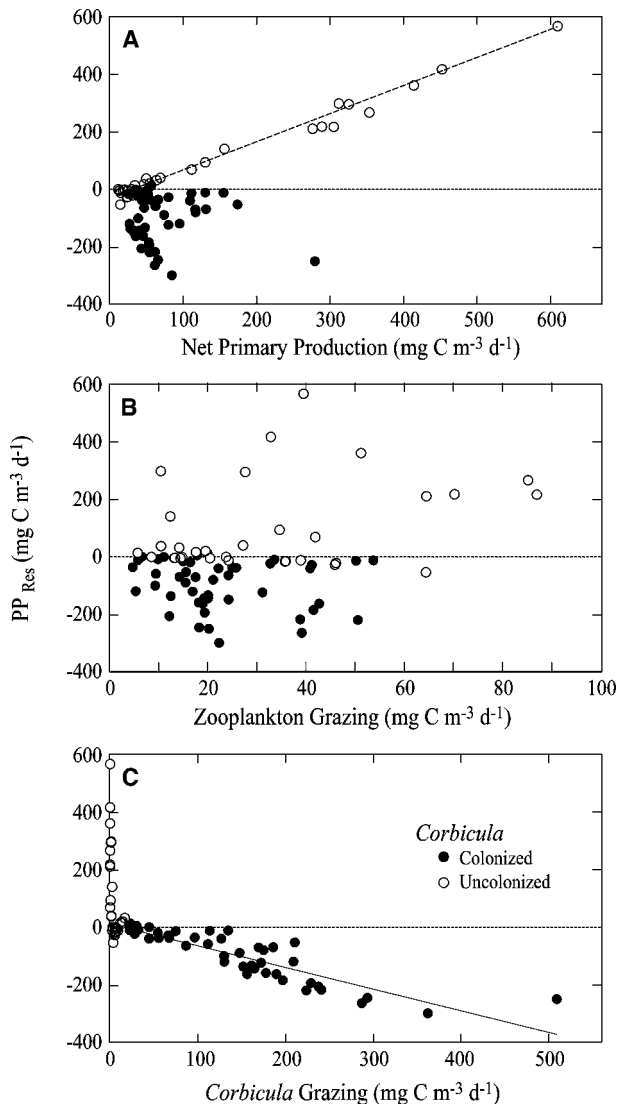 600
A
400
200
0
-200
-400
0 100 200 300 400 500 600
Net Primary Production (mg C m-3 d-1)
600
B
400
200
0
-200
-400
0 20 40 60 80 100
Zooplankton Grazing (mg C m-3 d-1)
PP Res (mg C m-3 d-1)
600
C
400
200
0
-200
-400
Corbicula
Colonized
Uncolonized
0 100 200 300 400 500
Corbicula Grazing (mg C m-3 d-1)